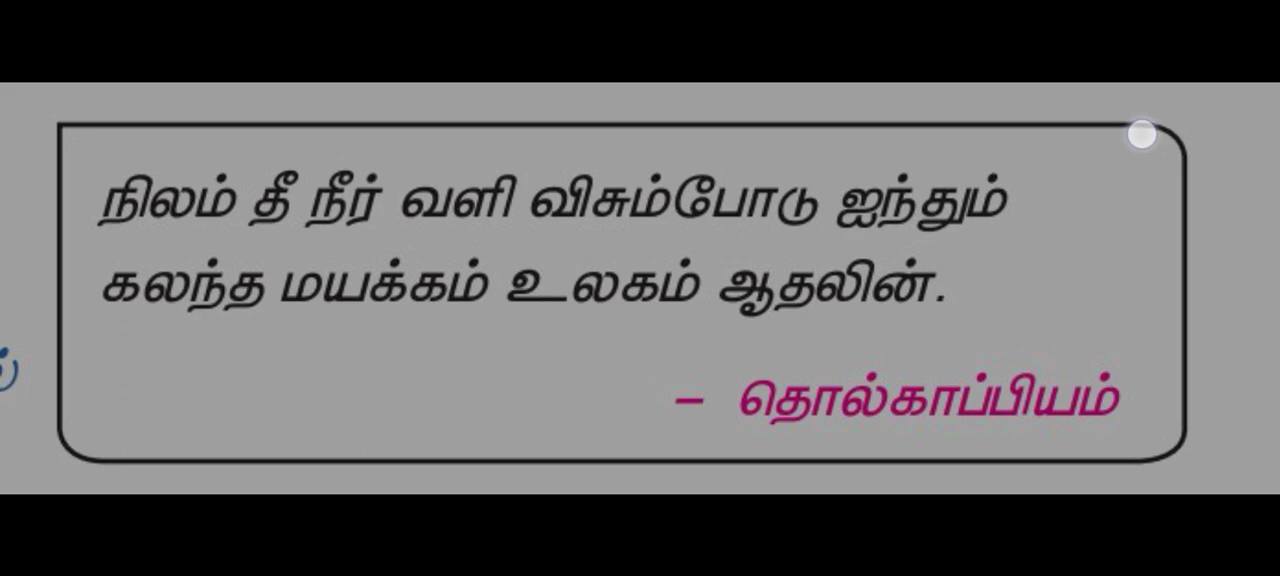 நிலம் தீ நீர் வளி விசும்போடு ஐந்தும்
கலந்த மயக்கம் உலகம் ஆதலின்.
– தொல்காப்பியம்